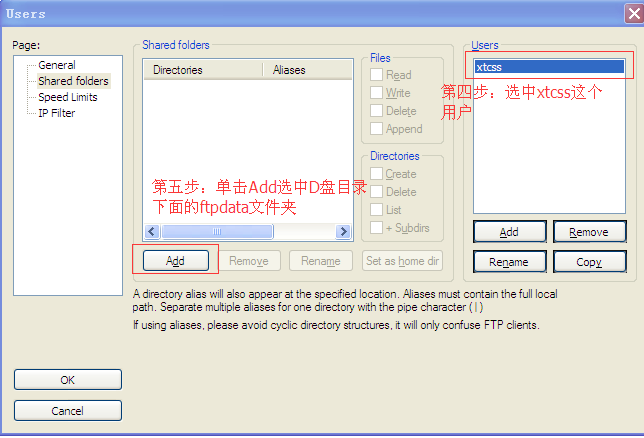 Users
Page:
General
Shared folders
Speed Limits
IP Filter
Shared folders
Directories
Aliases
Files
Read
Write
Delete
Append
Directories
Create
Delete
List
+ Subdirs
第五步：单击Add选中D盘目录
下面的ftpdata文件夹
Add
Remove
Rename
Set as home dir
Users
xtcss
第四步：选中xtcss这个
用户
Add
Remove
Rename
Copy
A directory alias will also appear at the specified location. Aliases must contain the full local
path. Separate multiple aliases for one directory with the pipe character (|)
If using aliases, please avoid cyclic directory structures, it will only confuse FTP clients.
OK
Cancel